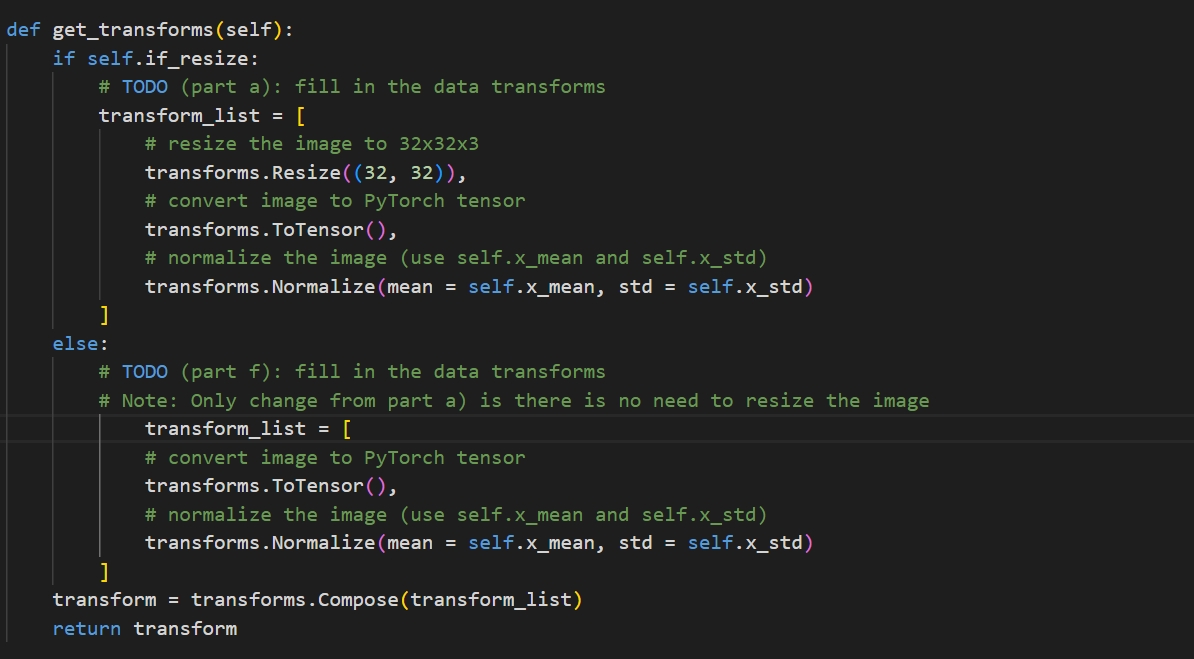 def get_transforms(self):
    if self.if_resize:
        # TODO (part a): fill in the data transforms
        transform_list = [
            # resize the image to 32x32x3
            transforms.Resize((32, 32)),
            # convert image to PyTorch tensor
            transforms.ToTensor(),
            # normalize the image (use self.x_mean and self.x_std)
            transforms.Normalize(mean = self.x_mean, std = self.x_std)
        ]
    else:
        # TODO (part f): fill in the data transforms
        # Note: Only change from part a) is there is no need to resize the image
            transform_list = [
            # convert image to PyTorch tensor
            transforms.ToTensor(),
            # normalize the image (use self.x_mean and self.x_std)
            transforms.Normalize(mean = self.x_mean, std = self.x_std)
        ]
    transform = transforms.Compose(transform_list)
    return transform